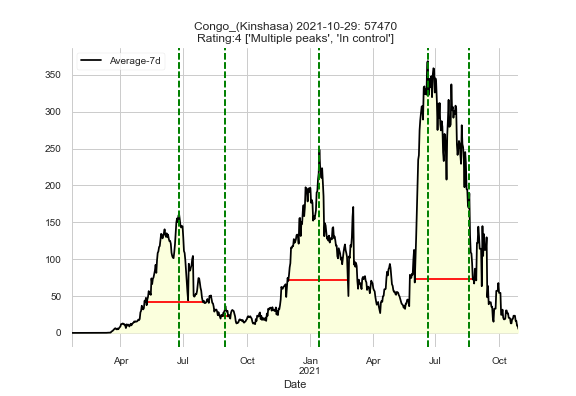 Congo_(Kinshasa) 2021-10-29: 57470
Rating:4 ['Multiple peaks', 'In control']
Average-7d
350
300
250
200
150
100
50
0
Apr
Jul
Oct
Jan
2021
Apr
Jul
Oct
Date